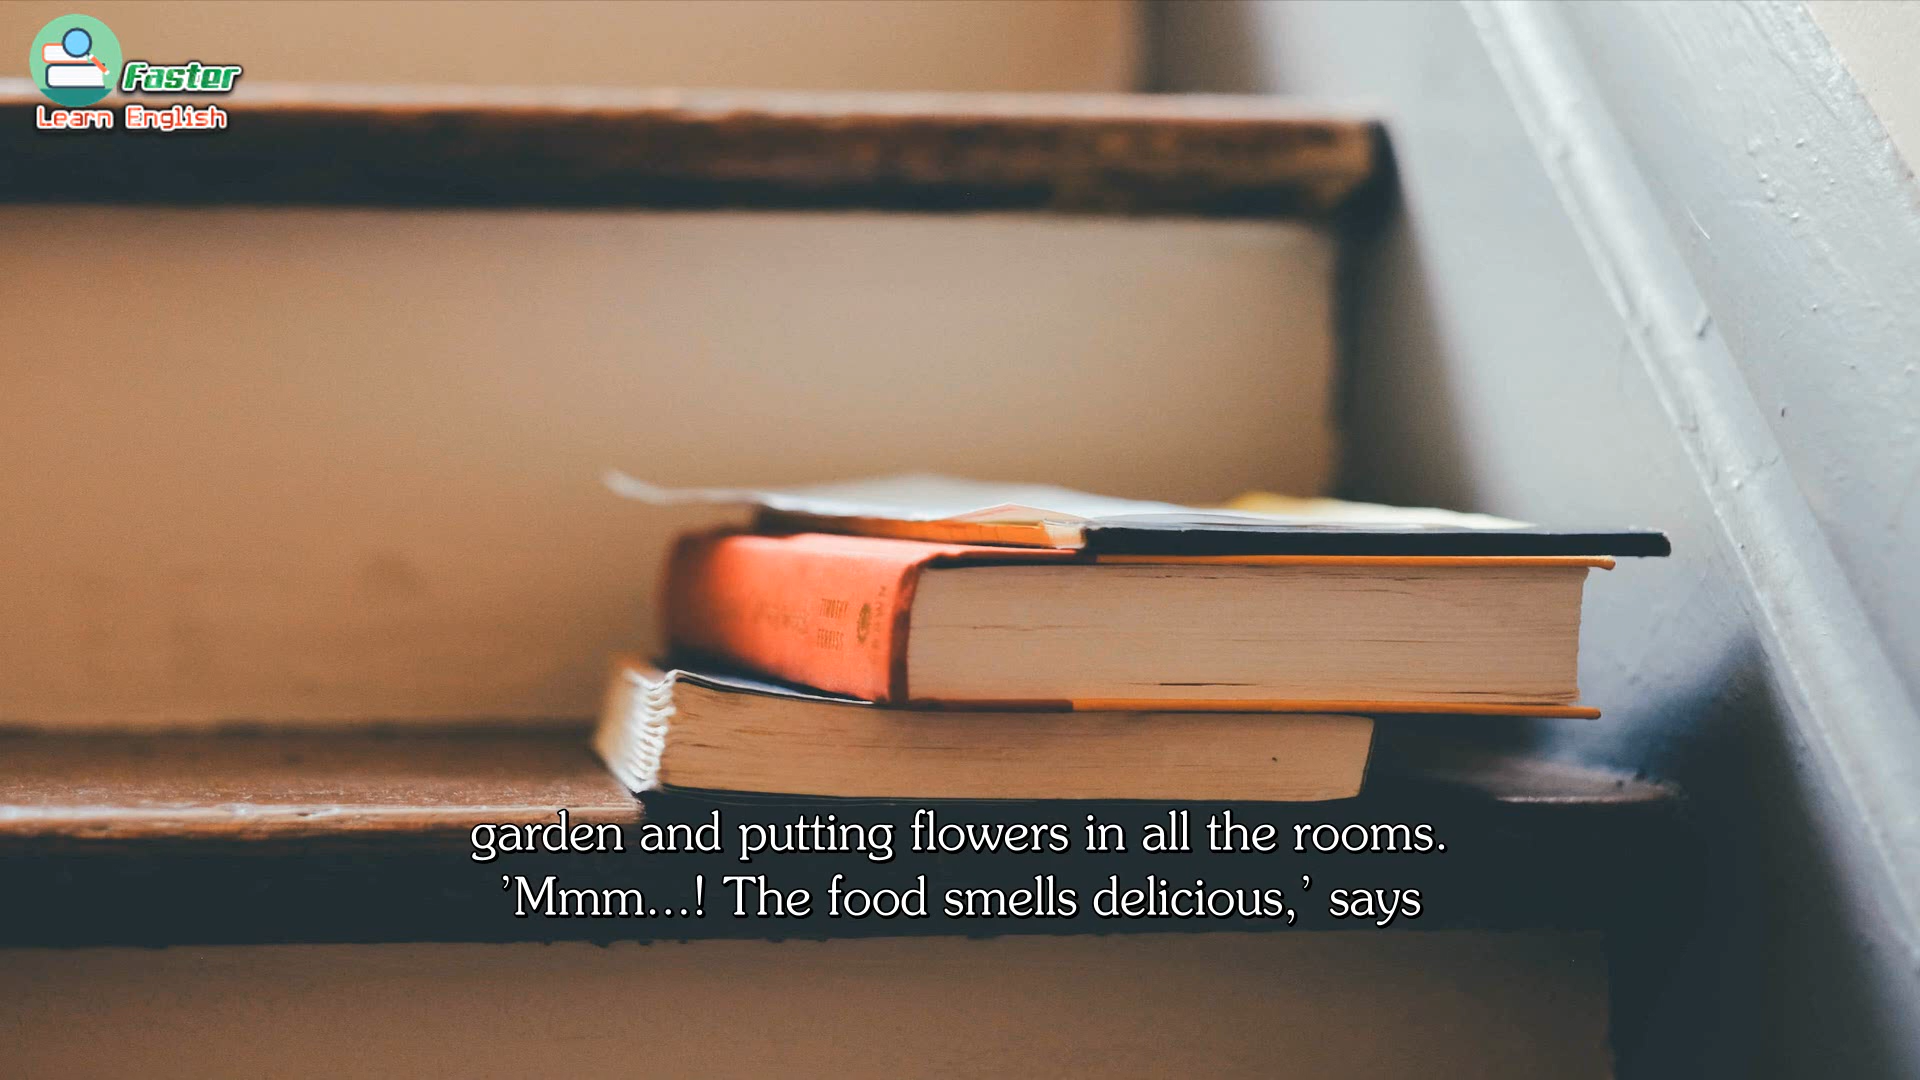 Faster
Learn English
garden and putting flowers in all the rooms.
’Mmm...! The food smells delicious,’ says